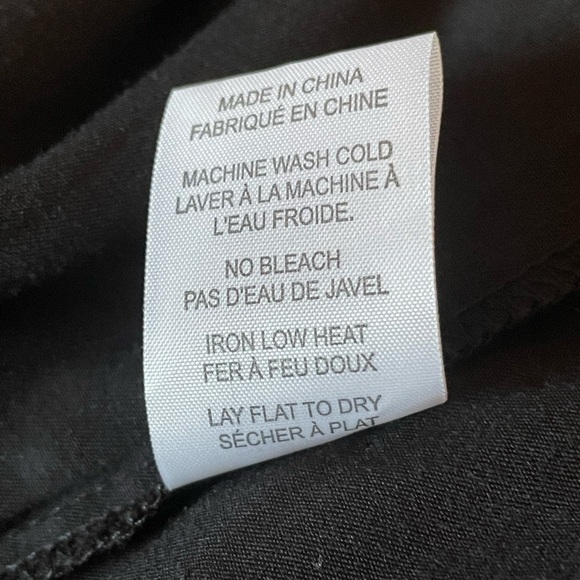 MADE IN CHINA
FABRIQUÉ EN CHINE
MACHINE WASH COLD
LAVER À LA MACHINE À
L'EAU FROIDE.
NO BLEACH
PAS D'EAU DE JAVEL
IRON LOW HEAT
FER À FEU DOUX
LAY FLAT TO DRY
SÉCHER À PLAT